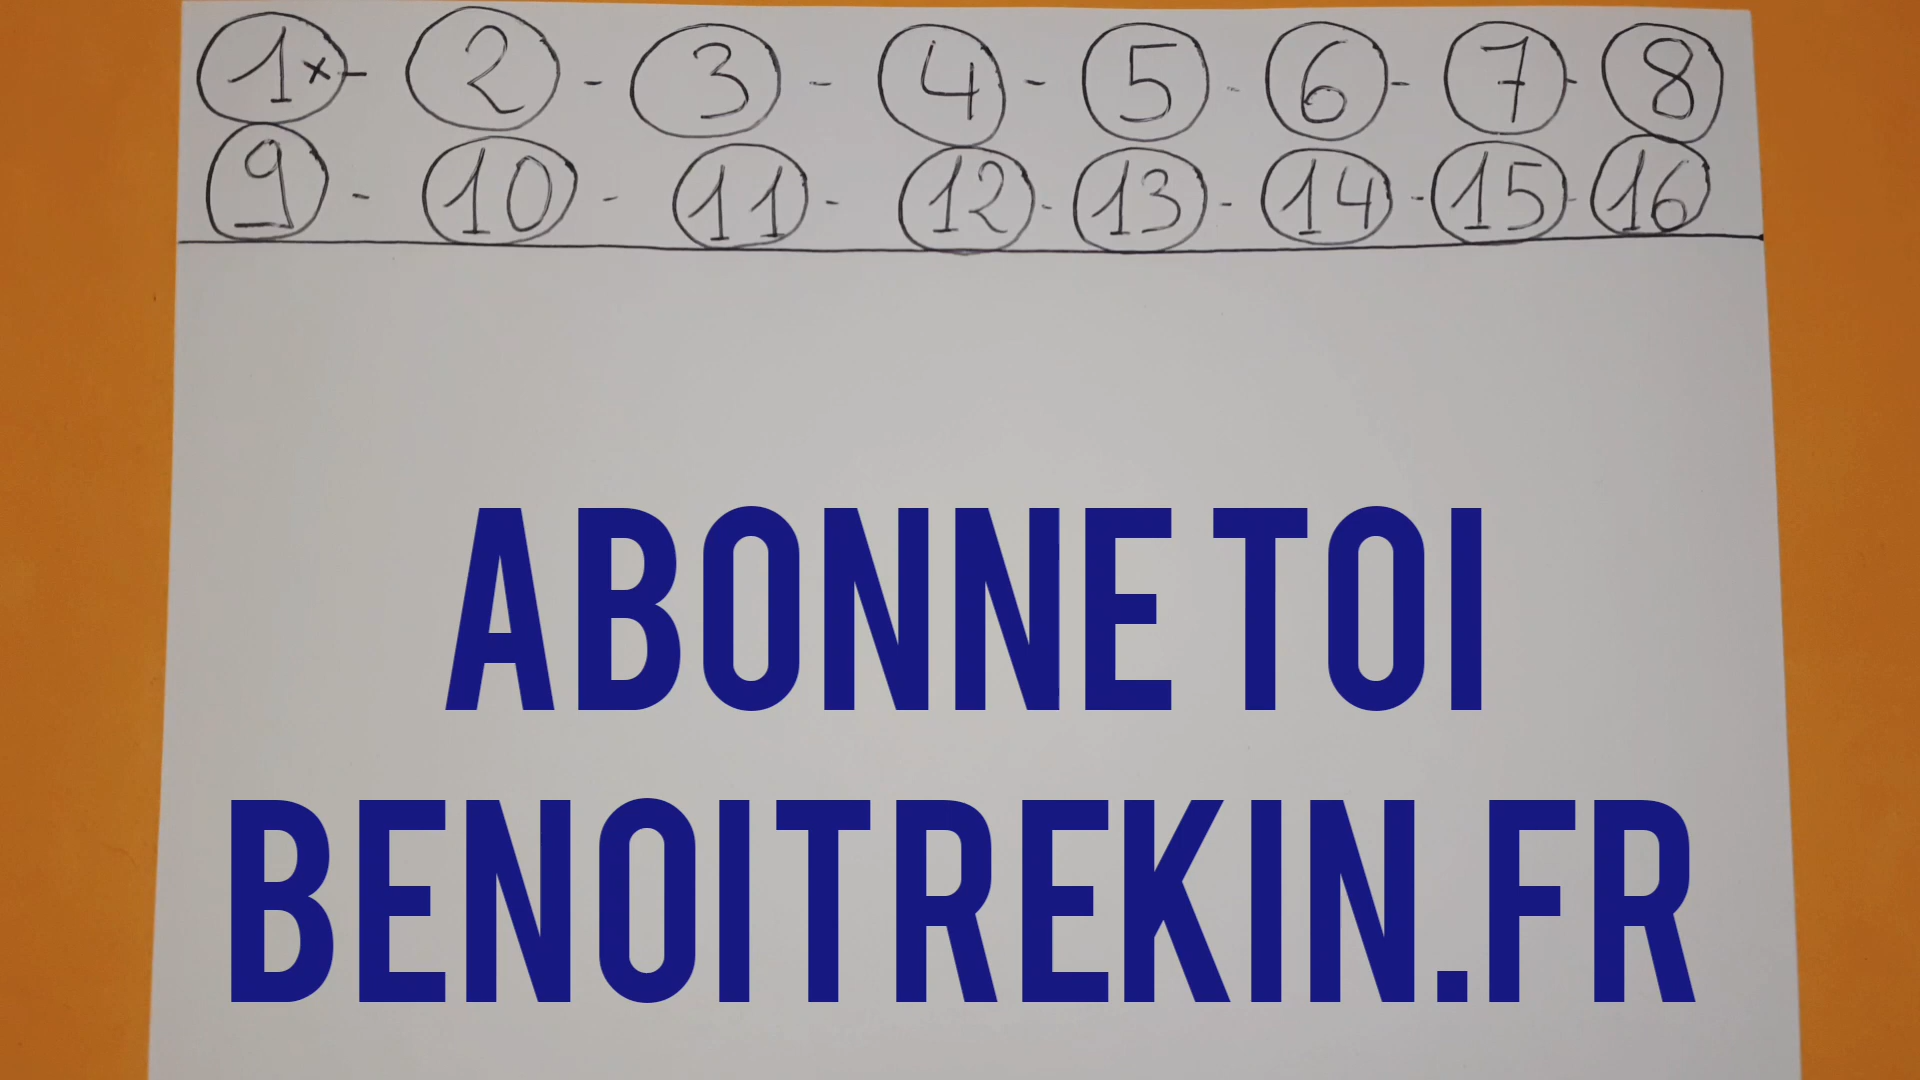 1x - 2 - 3 - 4 - 5 - 6 - 7 - 8
9 - 10 - 11 - 12 - 13 - 14 - 15 - 16
ABONNE TOI
BENOITREKIN.FR